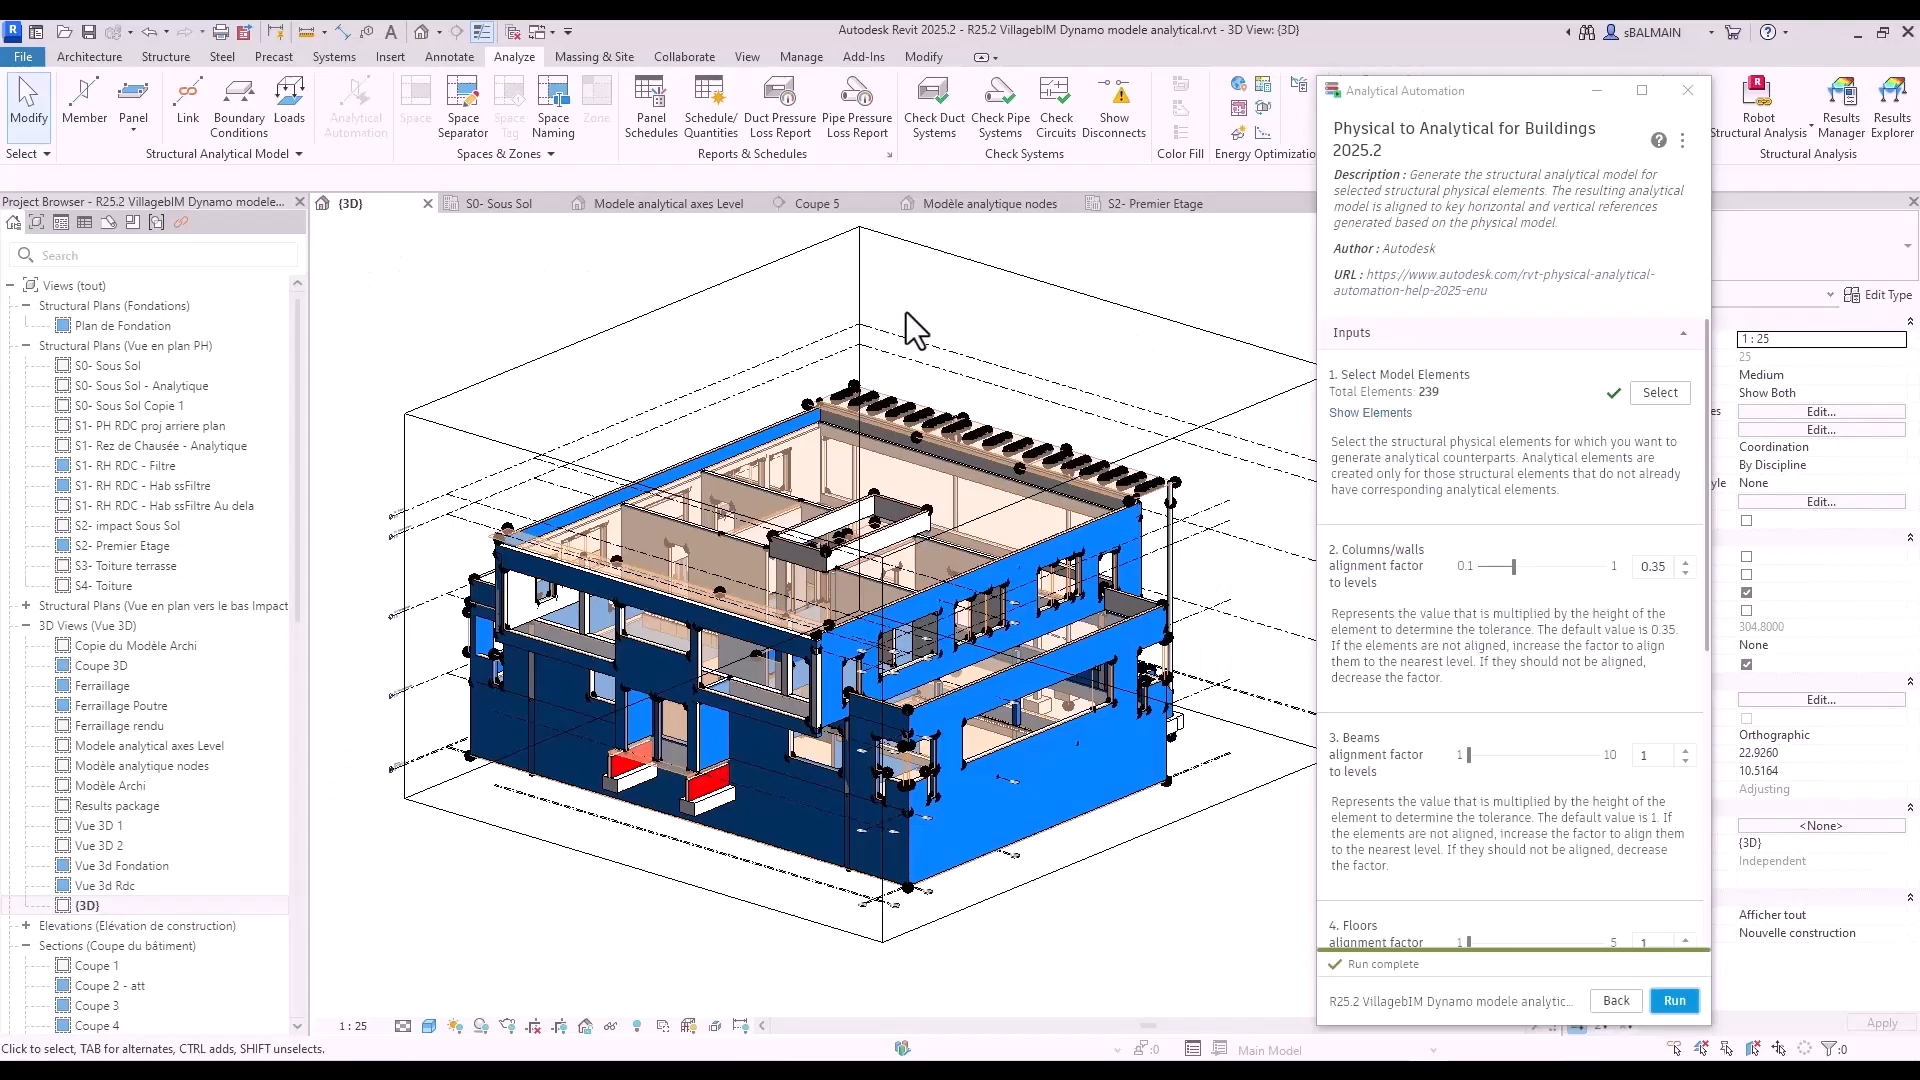 Autodesk Revit 2025.2 - R25.2 VillagebIM Dynamo modele analytical.rvt - 3D View: {3D}
sBALMAIN
File
Architecture
Structure
Steel
Precast
Systems
Insert
Annotate
Analyze
Massing & Site
Collaborate
View
Manage
Add-Ins
Modify
Modify
Member
Panel
Link
Boundary
Conditions
Loads
Analytical
Automation
Space
Space
Separator
Space
Tag
Space
Naming
Zone
Panel
Schedules
Schedule/
Quantities
Duct Pressure
Loss Report
Pipe Pressure
Loss Report
Check Duct
Systems
Check Pipe
Systems
Check
Circuits
Show
Disconnects
Robot
Structural Analysis
Results
Manager
Results
Explorer
Select
Structural Analytical Model
Spaces & Zones
Reports & Schedules
Check Systems
Color Fill
Energy Optimizatio
Structural Analysis
Project Browser - R25.2 VillagebIM Dynamo modele...
Search
Views (tout)
Structural Plans (Fondations)
Plan de Fondation
Structural Plans (Vue en plan PH)
S0- Sous Sol
S0- Sous Sol - Analytique
S0- Sous Sol Copie 1
S1- PH RDC proj arriere plan
S1- Rez de Chausée - Analytique
S1- RH RDC - Filtre
S1- RH RDC - Hab ssFiltre
S1- RH RDC - Hab ssFiltre Au dela
S2- impact Sous Sol
S2- Premier Etage
S3- Toiture terrasse
S4- Toiture
Structural Plans (Vue en plan vers le bas Impact
3D Views (Vue 3D)
Copie du Modèle Archi
Coupe 3D
Ferraillage
Ferraillage Poutre
Ferraillage rendu
Modele analytical axes Level
Modèle analytique nodes
Modèle Archi
Results package
Vue 3D 1
Vue 3D 2
Vue 3d Fondation
Vue 3d Rdc
{3D}
Elevations (Elévation de construction)
Sections (Coupe du bâtiment)
Coupe 1
Coupe 2 - att
Coupe 3
Coupe 4
{3D}
S0- Sous Sol
Modele analytical axes Level
Coupe 5
Modèle analytique nodes
S2- Premier Etage
1 : 25
Analytical Automation
Physical to Analytical for Buildings
2025.2
Description : Generate the structural analytical model for
selected structural physical elements. The resulting analytical
model is aligned to key horizontal and vertical references
generated based on the physical model.
Author : Autodesk
URL : https://www.autodesk.com/rvt-physical-analytical-
automation-help-2025-enu
Inputs
1. Select Model Elements
Total Elements: 239
Select
Show Elements
Select the structural physical elements for which you want to
generate analytical counterparts. Analytical elements are
created only for those structural elements that do not already
have corresponding analytical elements.
2. Columns/walls
alignment factor
to levels
0.1
1
0.35
Represents the value that is multiplied by the height of the
element to determine the tolerance. The default value is 0.35.
If the elements are not aligned, increase the factor to align
them to the nearest level. If they should not be aligned,
decrease the factor.
3. Beams
alignment factor
to levels
1
10
1
Represents the value that is multiplied by the height of the
element to determine the tolerance. The default value is 1. If
the elements are not aligned, increase the factor to align them
to the nearest level. If they should not be aligned, decrease
the factor.
4. Floors
alignment factor
1
5
1
Run complete
R25.2 VillagebIM Dynamo modele analytic...
Back
Run
Edit Type
1 : 25
25
Medium
Show Both
Edit...
Edit...
Coordination
By Discipline
None
Edit...
304.8000
None
Edit...
Orthographic
22.9260
10.5164
Adjusting
<None>
{3D}
Independent
Afficher tout
Nouvelle construction
Apply
Click to select, TAB for alternates, CTRL adds, SHIFT unselects.
:0
Main Model
:0